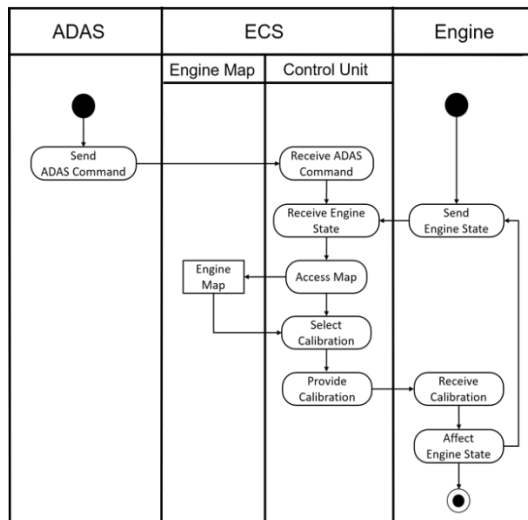 ADAS
ECS
Engine
Engine Map
Control Unit
Send
ADAS Command
Receive ADAS
Command
Receive Engine
State
Send
Engine State
Engine
Map
Access Map
Select
Calibration
Provide
Calibration
Receive
Calibration
Affect
Engine State